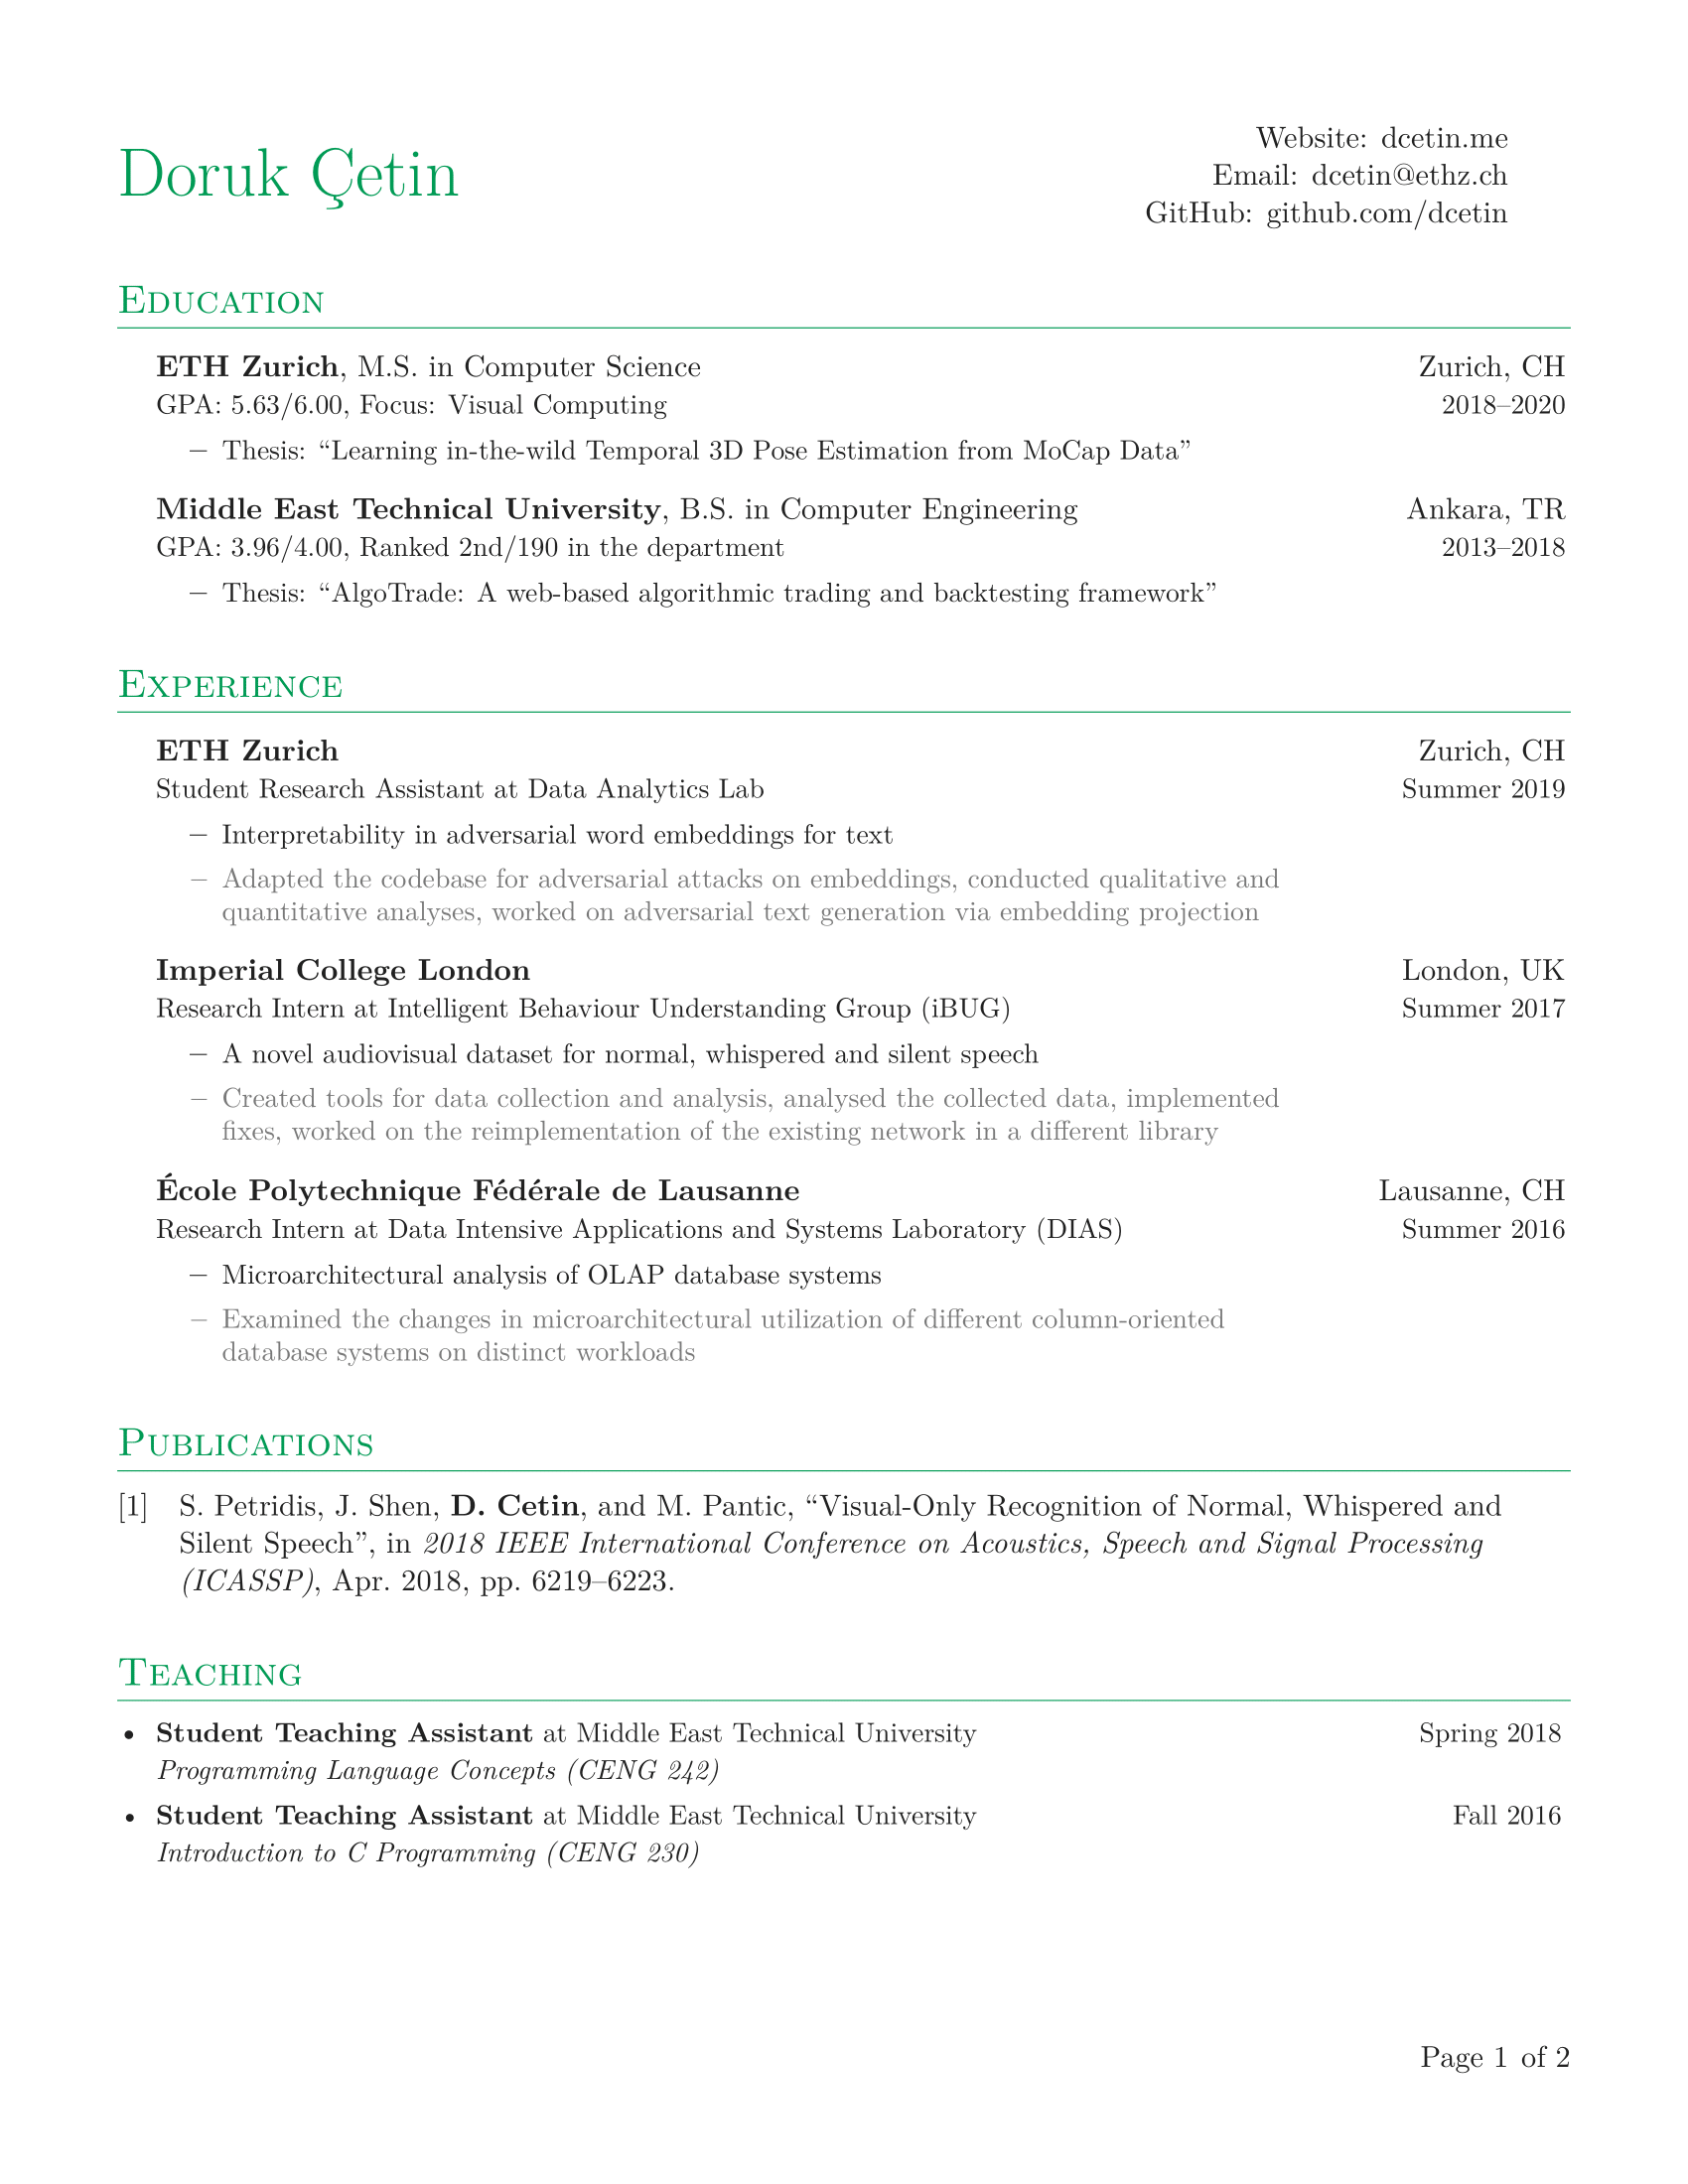 Doruk Çetin
Website: dcetin.me
Email: dcetin@ethz.ch
GitHub: github.com/dcetin
Education
ETH Zurich, M.S. in Computer Science Zurich, CH
GPA: 5.63/6.00, Focus: Visual Computing 2018–2020
– Thesis: “Learning in-the-wild Temporal 3D Pose Estimation from MoCap Data”
Middle East Technical University, B.S. in Computer Engineering Ankara, TR
GPA: 3.96/4.00, Ranked 2nd/190 in the department 2013–2018
– Thesis: “AlgoTrade: A web-based algorithmic trading and backtesting framework”
Experience
ETH Zurich Zurich, CH
Student Research Assistant at Data Analytics Lab Summer 2019
– Interpretability in adversarial word embeddings for text
– Adapted the codebase for adversarial attacks on embeddings, conducted qualitative and
quantitative analyses, worked on adversarial text generation via embedding projection
Imperial College London London, UK
Research Intern at Intelligent Behaviour Understanding Group (iBUG) Summer 2017
– A novel audiovisual dataset for normal, whispered and silent speech
– Created tools for data collection and analysis, analysed the collected data, implemented
fixes, worked on the reimplementation of the existing network in a different library
École Polytechnique Fédérale de Lausanne Lausanne, CH
Research Intern at Data Intensive Applications and Systems Laboratory (DIAS) Summer 2016
– Microarchitectural analysis of OLAP database systems
– Examined the changes in microarchitectural utilization of different column-oriented
database systems on distinct workloads
Publications
[1] S. Petridis, J. Shen, D. Cetin, and M. Pantic, “Visual-Only Recognition of Normal, Whispered and
Silent Speech”, in 2018 IEEE International Conference on Acoustics, Speech and Signal Processing
(ICASSP), Apr. 2018, pp. 6219–6223.
Teaching
• Student Teaching Assistant at Middle East Technical University Spring 2018
Programming Language Concepts (CENG 242)
• Student Teaching Assistant at Middle East Technical University Fall 2016
Introduction to C Programming (CENG 230)
Page 1 of 2